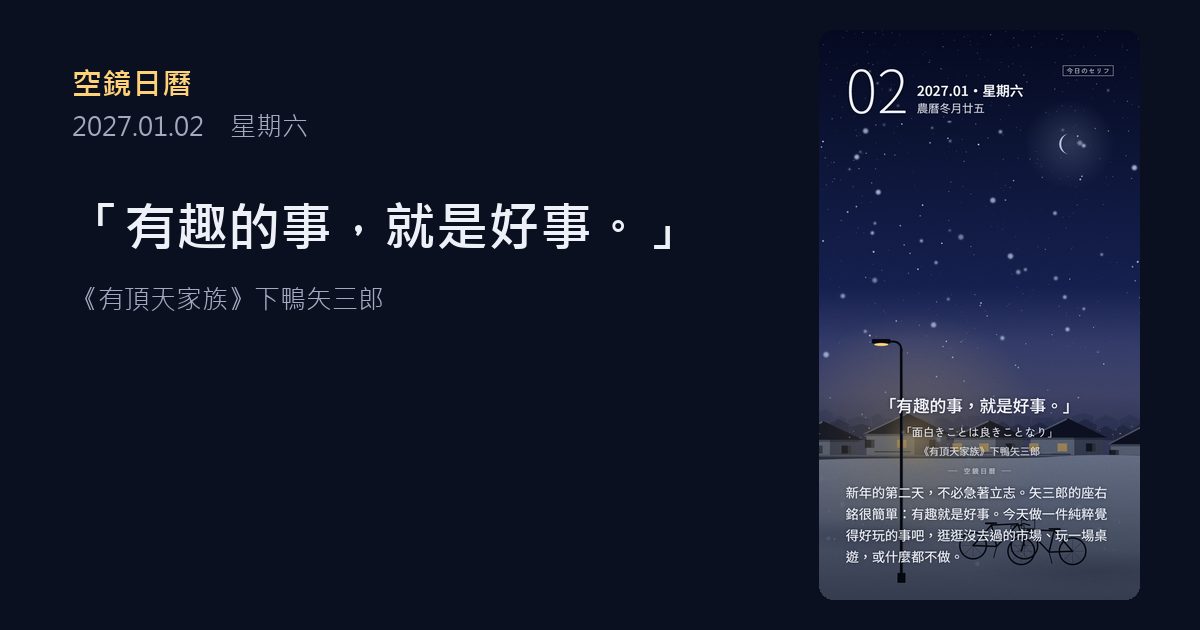 空鏡日曆
2027.01.02 星期六
「有趣的事，就是好事。」
《有頂天家族》下鴨矢三郎
今日のセリフ
02
2027.01・星期六
農曆冬月廿五
「有趣的事，就是好事。」
「面白きことは良きことなり」
《有頂天家族》下鴨矢三郎
— 空鏡日曆 —
新年的第二天，不必急著立志。矢三郎的座右
銘很簡單：有趣就是好事。今天做一件純粹覺
得好玩的事吧，逛逛沒去過的市場、玩一場桌
遊，或什麼都不做。